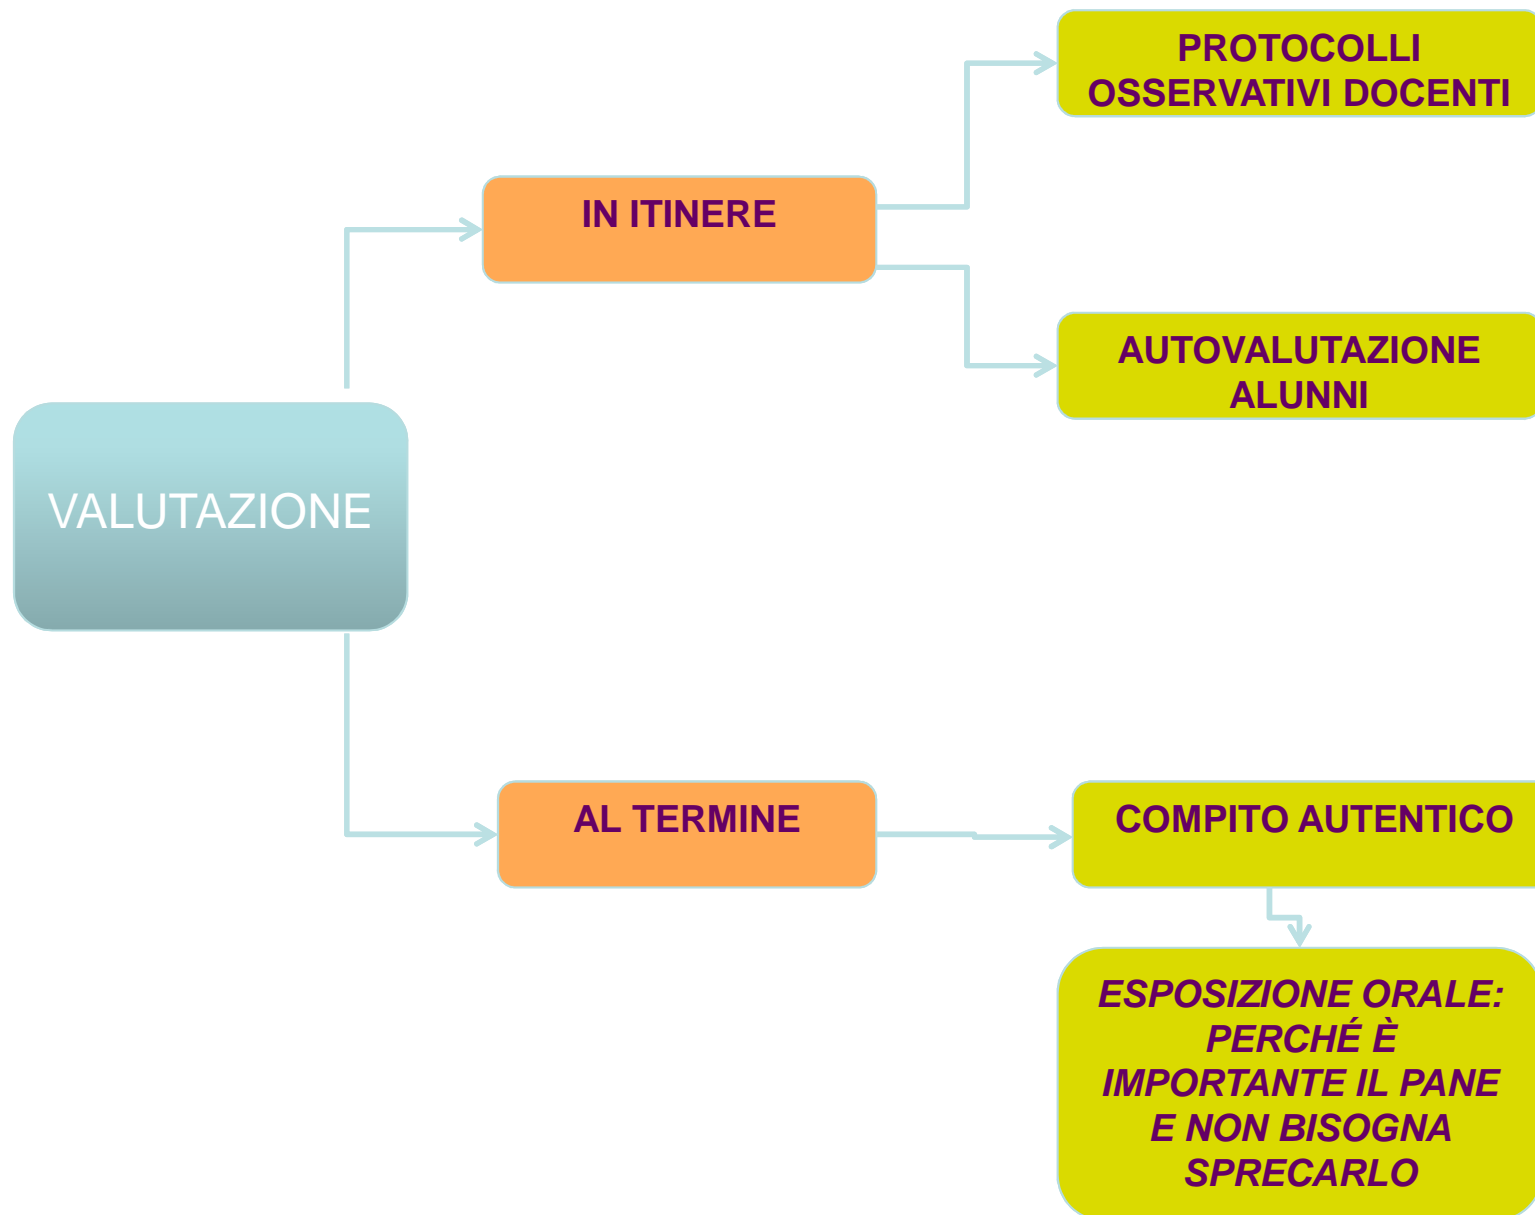 PROTOCOLLI
OSSERVATIVI DOCENTI
IN ITINERE
AUTOVALUTAZIONE
ALUNNI
VALUTAZIONE
AL TERMINE
COMPITO AUTENTICO
ESPOSIZIONE ORALE:
PERCHÉ È
IMPORTANTE IL PANE
E NON BISOGNA
SPRECARLO